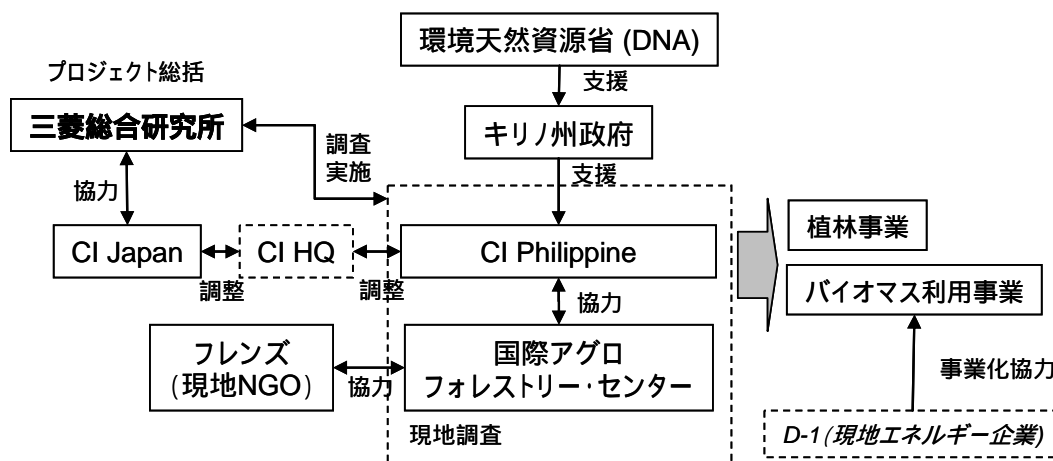 環境天然資源省 (DNA)
支援
プロジェクト総括
三菱総合研究所
キリノ州政府
調査
実施
支援
協力
CI Japan
CI HQ
CI Philippine
調整
調整
協力
植林事業
バイオマス利用事業
フレンズ
(現地NGO)
協力
国際アグロ
フォレストリー・センター
現地調査
事業化協力
D-1(現地エネルギー企業)